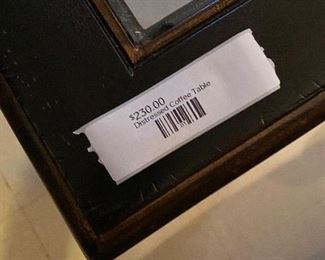 $230.00
Distressed Coffee Table